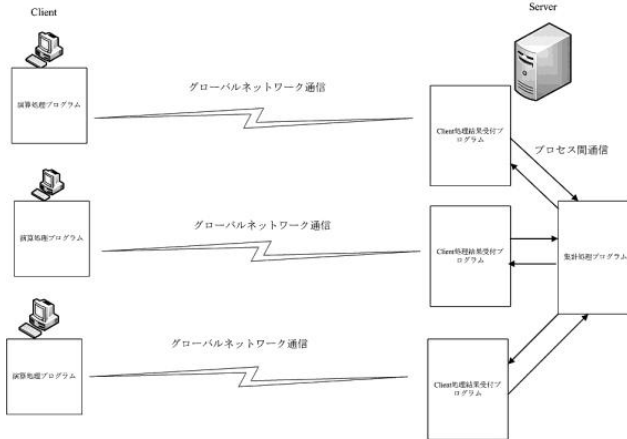 Client
Server
グローバルネットワーク通信
演算処理プログラム
Client処理結果受付プ
ログラム
プロセス間通信
グローバルネットワーク通信
演算処理プログラム
Client処理結果受付プ
ログラム
集計処理プログラム
グローバルネットワーク通信
演算処理プログラム
Client処理結果受付プ
ログラム